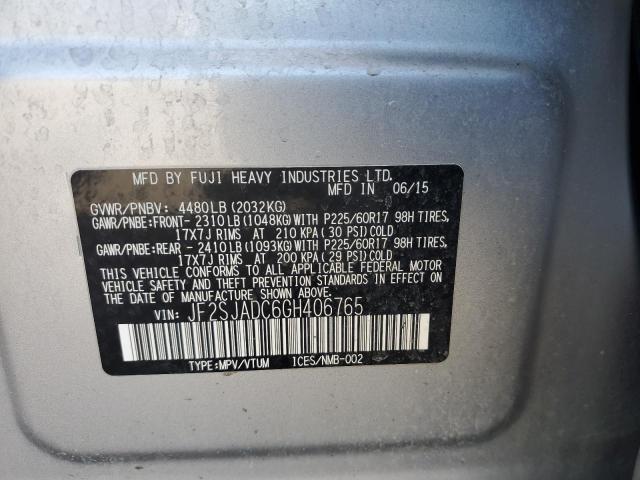 MFD BY FUJI HEAVY INDUSTRIES LTD.
MFD IN 06/15
GVWR/PNBV: 4480LB (2032KG)
GAWR/PNBE:FRONT- 2310LB (1048KG)WITH P225/60R17 98H TIRES,
17X7J RIMS AT 210 KPA (30 PSI) COLD
GAWR/PNBE:REAR - 2410LB (1093KG)WITH P225/60R17 98H TIRES,
17X7J RIMS AT 200 KPA (29 PSI) COLD
THIS VEHICLE CONFORMS TO ALL APPLICABLE FEDERAL MOTOR
VEHICLE SAFETY AND THEFT PREVENTION STANDARDS IN EFFECT ON
THE DATE OF MANUFACTURE SHOWN ABOVE.
VIN: JF2SJADC6GH406765
TYPE:MPV/VTUM 1CES/NMB-002